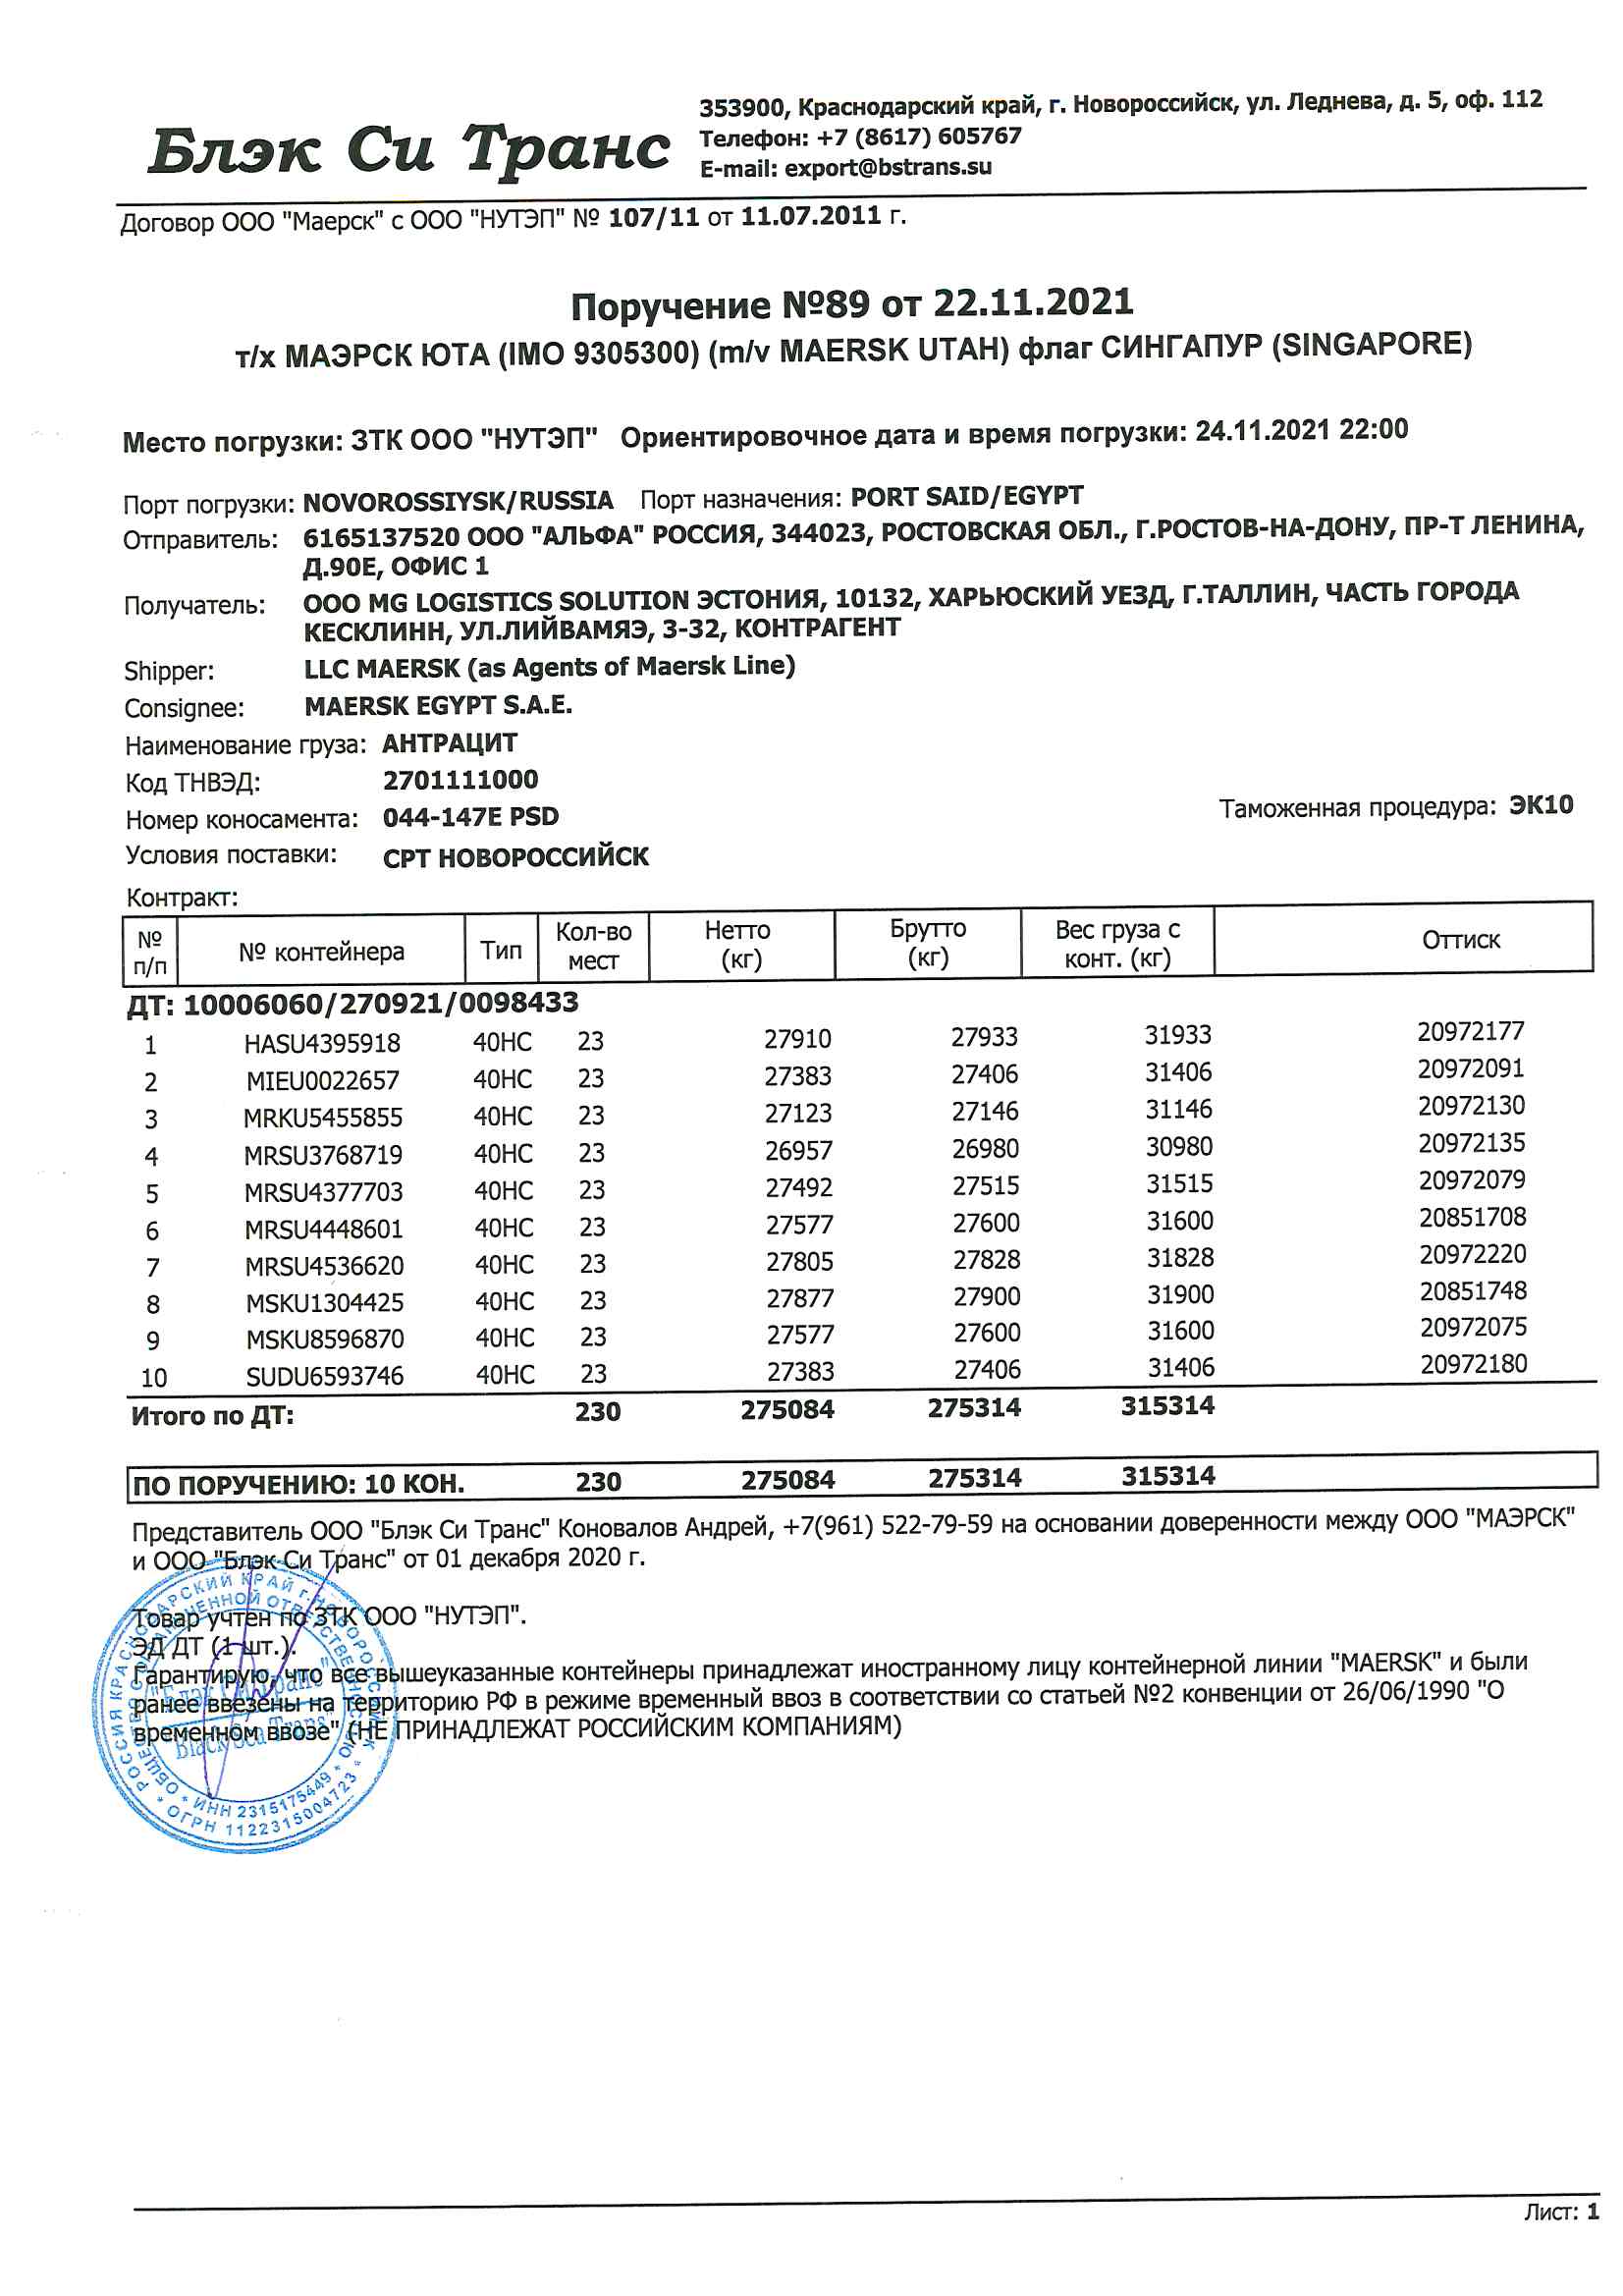 Блэк Си Транс
353900, Краснодарский край, г. Новороссийск, ул. Леднева, д. 5, оф. 112
Телефон: +7 (8617) 605767
E-mail: export@bstrans.su
Договор ООО "Маерск" с ООО "НУТЭП" № 107/11 от 11.07.2011 г.
Поручение №89 от 22.11.2021
т/х МАЭРСК ЮТА (IMO 9305300) (m/v MAERSK UTAH) флаг СИНГАПУР (SINGAPORE)
Место погрузки: ЗТК ООО "НУТЭП" Ориентировочное дата и время погрузки: 24.11.2021 22:00
Порт погрузки: NOVOROSSIYSK/RUSSIA Порт назначения: PORT SAID/EGYPT
Отправитель: 6165137520 ООО "АЛЬФА" РОССИЯ, 344023, РОСТОВСКАЯ ОБЛ., Г.РОСТОВ-НА-ДОНУ, ПР-Т ЛЕНИНА,
Д.90Е, ОФИС 1
Получатель: ООО MG LOGISTICS SOLUTION ЭСТОНИЯ, 10132, ХАРЬЮСКИЙ УЕЗД, Г.ТАЛЛИН, ЧАСТЬ ГОРОДА
КЕСКЛИНН, УЛ.ЛИЙВАМЯЭ, 3-32, КОНТРАГЕНТ
Shipper: LLC MAERSK (as Agents of Maersk Line)
Consignee: MAERSK EGYPT S.A.E.
Наименование груза: АНТРАЦИТ
Код ТНВЭД: 2701111000
Номер коносамента: 044-147E PSD Таможенная процедура: ЭК10
Условия поставки: СРТ НОВОРОССИЙСК
Контракт:
№ п/п № контейнера Тип Кол-во мест Нетто (кг) Брутто (кг) Вес груза с конт. (кг) Оттиск
ДТ: 10006060/270921/0098433
1 HASU4395918 40HC 23 27910 27933 31933 20972177
2 MIEU0022657 40HC 23 27383 27406 31406 20972091
3 MRKU5455855 40HC 23 27123 27146 31146 20972130
4 MRSU3768719 40HC 23 26957 26980 30980 20972135
5 MRSU4377703 40HC 23 27492 27515 31515 20972079
6 MRSU4448601 40HC 23 27577 27600 31600 20851708
7 MRSU4536620 40HC 23 27805 27828 31828 20972220
8 MSKU1304425 40HC 23 27877 27900 31900 20851748
9 MSKU8596870 40HC 23 27577 27600 31600 20972075
10 SUDU6593746 40HC 23 27383 27406 31406 20972180
Итого по ДТ: 230 275084 275314 315314
ПО ПОРУЧЕНИЮ: 10 КОН. 230 275084 275314 315314
Представитель ООО "Блэк Си Транс" Коновалов Андрей, +7(961) 522-79-59 на основании доверенности между ООО "МАЭРСК"
и ООО "Блэк Си Транс" от 01 декабря 2020 г.
Товар учтен по ЗТК ООО "НУТЭП".
ЭД ДТ (1 шт.).
Гарантирую, что все вышеуказанные контейнеры принадлежат иностранному лицу контейнерной линии "MAERSK" и были
ранее ввезены на территорию РФ в режиме временный ввоз в соответствии со статьей №2 конвенции от 26/06/1990 "О
временном ввозе" (НЕ ПРИНАДЛЕЖАТ РОССИЙСКИМ КОМПАНИЯМ)
РОССИЯ КРАСНОДАРСКИЙ КРАЙ г.НОВОРОССИЙСК
* ОГРН 1122315004723 *
ОБЩЕСТВО С ОГРАНИЧЕННОЙ ОТВЕТСТВЕННОСТЬЮ
* ИНН 2315175449 *
"Блэк Си Транс"
"Black Sea Trans"
Лист: 1